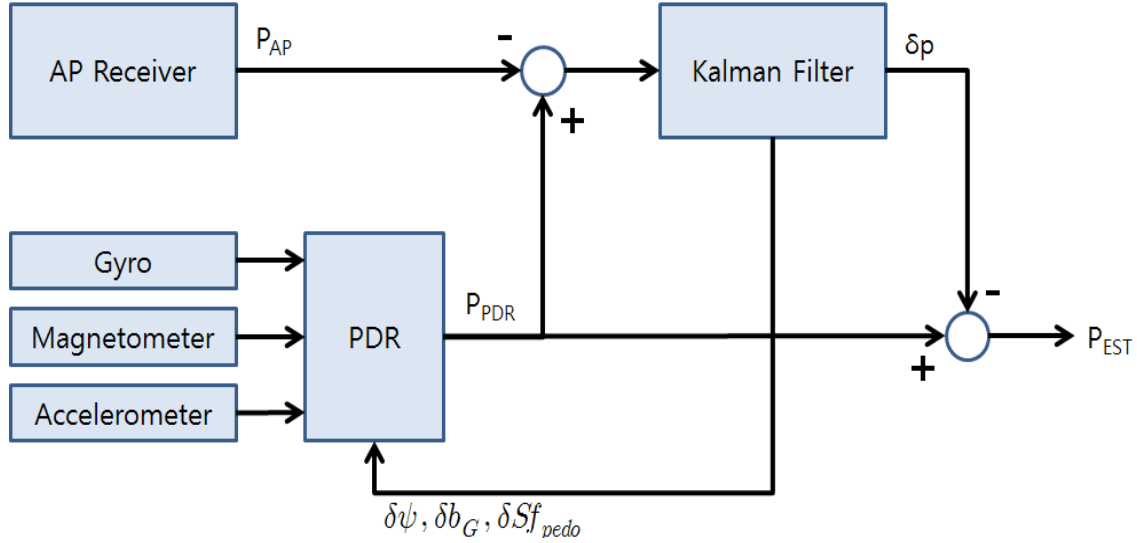 P_AP
-
δp
AP Receiver
Kalman Filter
+
Gyro
P_PDR
-
Magnetometer
PDR
P_EST
+
Accelerometer
δψ, δb_G, δSf_pedo